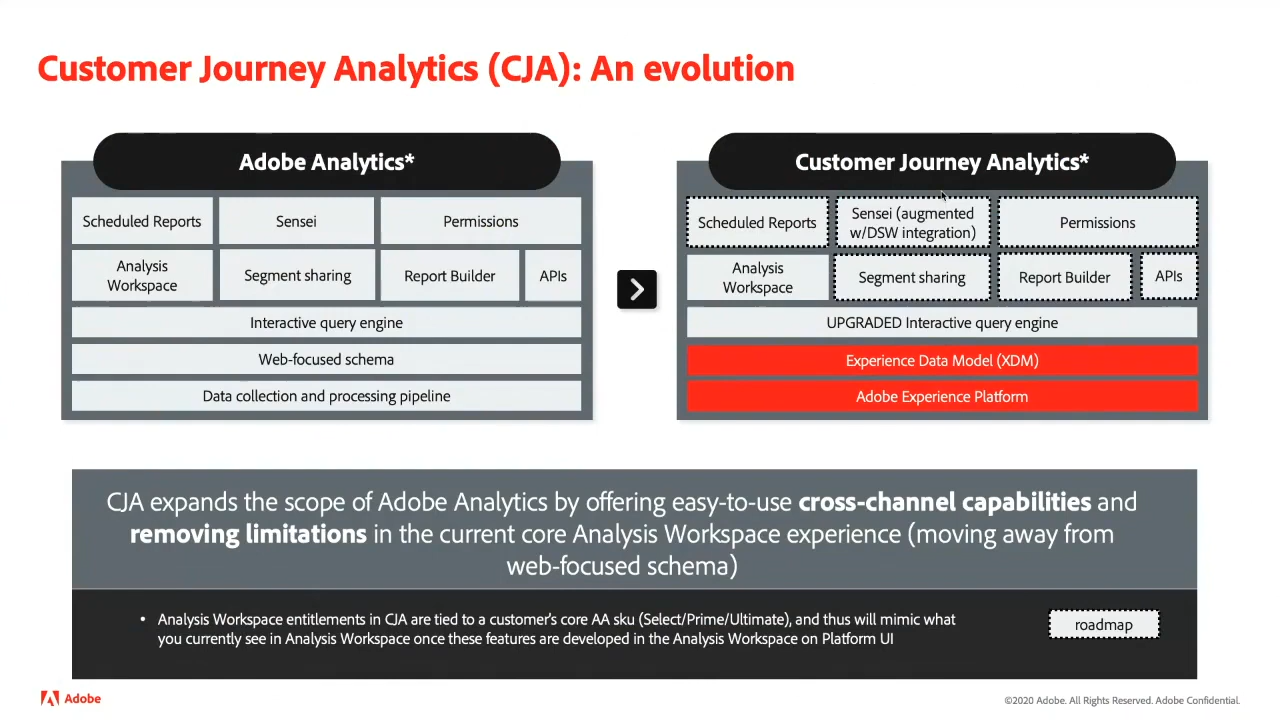 Customer Journey Analytics (CJA): An evolution
Adobe Analytics*
Scheduled Reports
Sensei
Permissions
Analysis
Workspace
Segment sharing
Report Builder
APIs
Interactive query engine
Web-focused schema
Data collection and processing pipeline
Customer Journey Analytics*
Scheduled Reports
Sensei (augmented
w/DSW integration)
Permissions
Analysis
Workspace
Segment sharing
Report Builder
APIs
UPGRADED Interactive query engine
Experience Data Model (XDM)
Adobe Experience Platform
CJA expands the scope of Adobe Analytics by offering easy-to-use cross-channel capabilities and
removing limitations in the current core Analysis Workspace experience (moving away from
web-focused schema)
• Analysis Workspace entitlements in CJA are tied to a customer's core AA sku (Select/Prime/Ultimate), and thus will mimic what
you currently see in Analysis Workspace once these features are developed in the Analysis Workspace on Platform UI
roadmap
Adobe
©2020 Adobe. All Rights Reserved. Adobe Confidential.